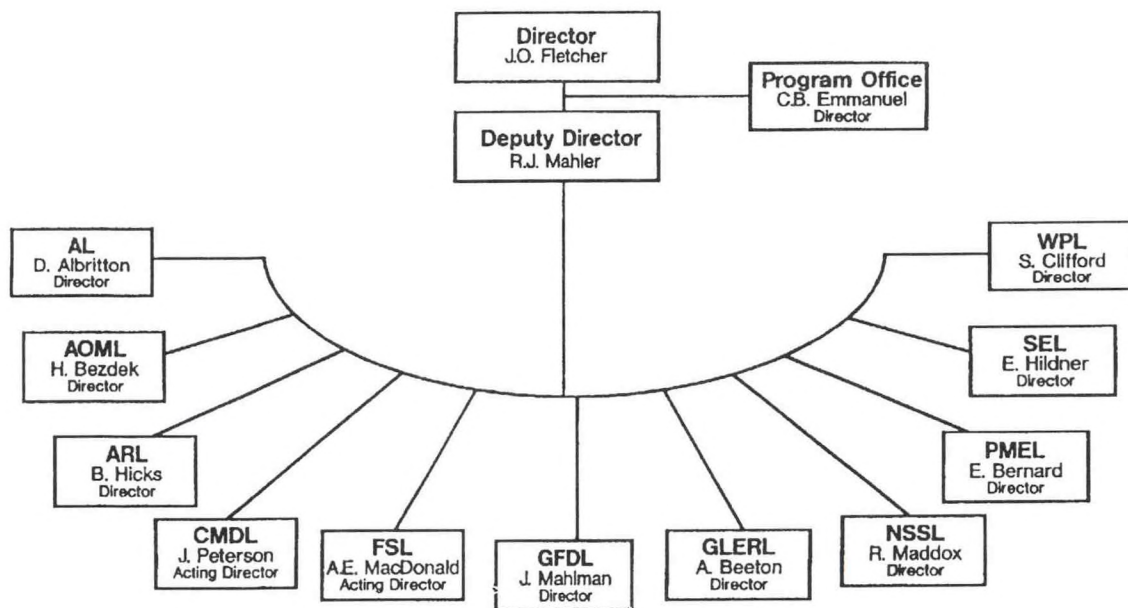 Director
J.O. Fletcher
Program Office
C.B. Emmanuel
Director
Deputy Director
R.J. Mahler
AL
D. Albritton
Director
AOML
H. Bezdek
Director
ARL
B. Hicks
Director
CMDL
J. Peterson
Acting Director
FSL
A.E. MacDonald
Acting Director
GFDL
J. Mahlman
Director
GLERL
A. Beeton
Director
NSSL
R. Maddox
Director
PMEL
E. Bernard
Director
SEL
E. Hildner
Director
WPL
S. Clifford
Director